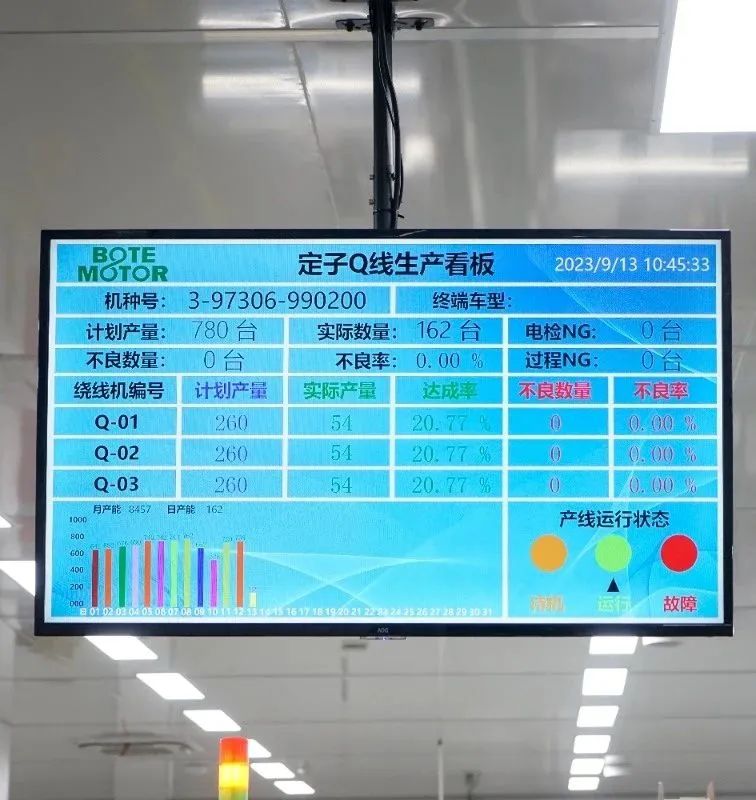 BOTE
MOTOR
定子Q线生产看板
2023/9/13 10:45:33
机种号: 3-97306-990200 终端车型:
计划产量: 780 台 实际数量: 162 台 电检NG: 0 台
不良数量: 0 台 不良率: 0.00 % 过程NG: 0 台
绕线机编号 计划产量 实际产量 达成率 不良数量 不良率
Q-01 260 54 20.77 % 0 0.00 %
Q-02 260 54 20.77 % 0 0.00 %
Q-03 260 54 20.77 % 0 0.00 %
月产能 8457 日产能 162
产线运行状态
1000
800
600
400
200
000
日 01 02 03 04 05 06 07 08 09 10 11 12 13 14 15 16 17 18 19 20 21 22 23 24 25 26 27 28 29 30 31
待机 运行 故障
AOC